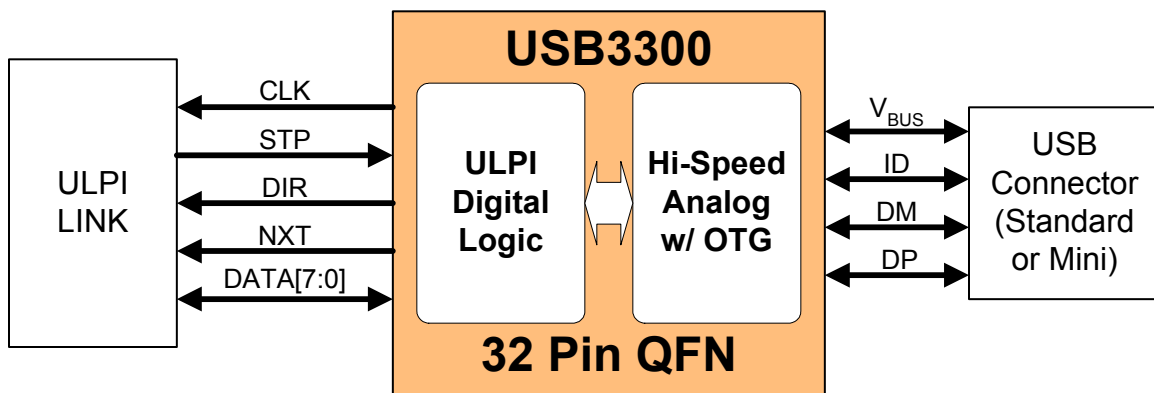 USB3300
ULPI
LINK
CLK
STP
DIR
NXT
DATA[7:0]
ULPI
Digital
Logic
Hi-Speed
Analog
w/ OTG
VBUS
ID
DM
DP
USB
Connector
(Standard
or Mini)
32 Pin QFN